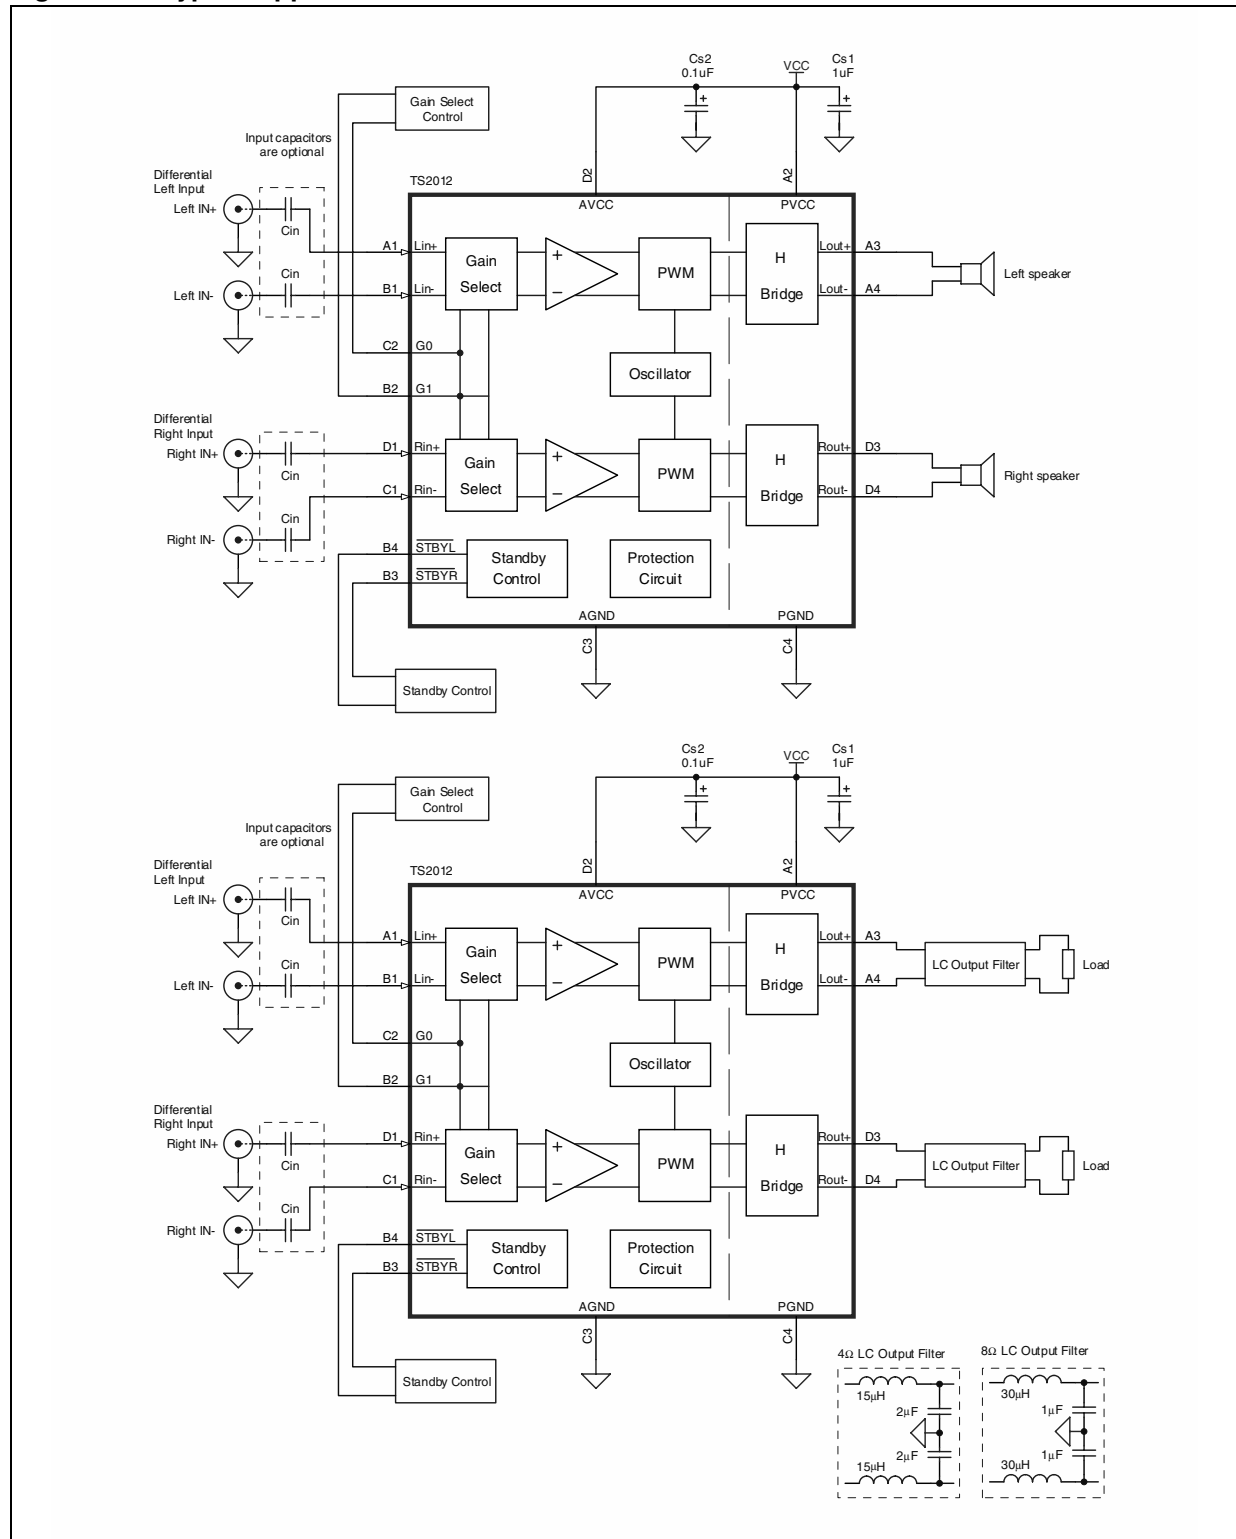 Cs2
0.1uF
VCC
Cs1
1uF
Gain Select
Control
Input capacitors
are optional
Differential
Left Input
Left IN+
Cin
Cin
Left IN-
TS2012
D2
A2
AVCC
PVCC
A1
Lin+
B1
Lin-
Gain
Select
+
−
PWM
H
Bridge
Lout+
A3
Lout-
A4
Left speaker
C2
G0
B2
G1
Oscillator
Differential
Right Input
Right IN+
Cin
Cin
Right IN-
D1
Rin+
C1
Rin-
Gain
Select
+
−
PWM
H
Bridge
Rout+
D3
Rout-
D4
Right speaker
B4
STBYL
B3
STBYR
Standby
Control
Protection
Circuit
AGND
PGND
C3
C4
Standby Control
Cs2
0.1uF
VCC
Cs1
1uF
Gain Select
Control
Input capacitors
are optional
Differential
Left Input
Left IN+
Cin
Cin
Left IN-
TS2012
D2
A2
AVCC
PVCC
A1
Lin+
B1
Lin-
Gain
Select
+
−
PWM
H
Bridge
Lout+
A3
Lout-
A4
LC Output Filter
Load
C2
G0
B2
G1
Oscillator
Differential
Right Input
Right IN+
Cin
Cin
Right IN-
D1
Rin+
C1
Rin-
Gain
Select
+
−
PWM
H
Bridge
Rout+
D3
Rout-
D4
LC Output Filter
Load
B4
STBYL
B3
STBYR
Standby
Control
Protection
Circuit
AGND
PGND
C3
C4
Standby Control
4Ω LC Output Filter
15µH
2µF
2µF
15µH
8Ω LC Output Filter
30µH
1µF
1µF
30µH